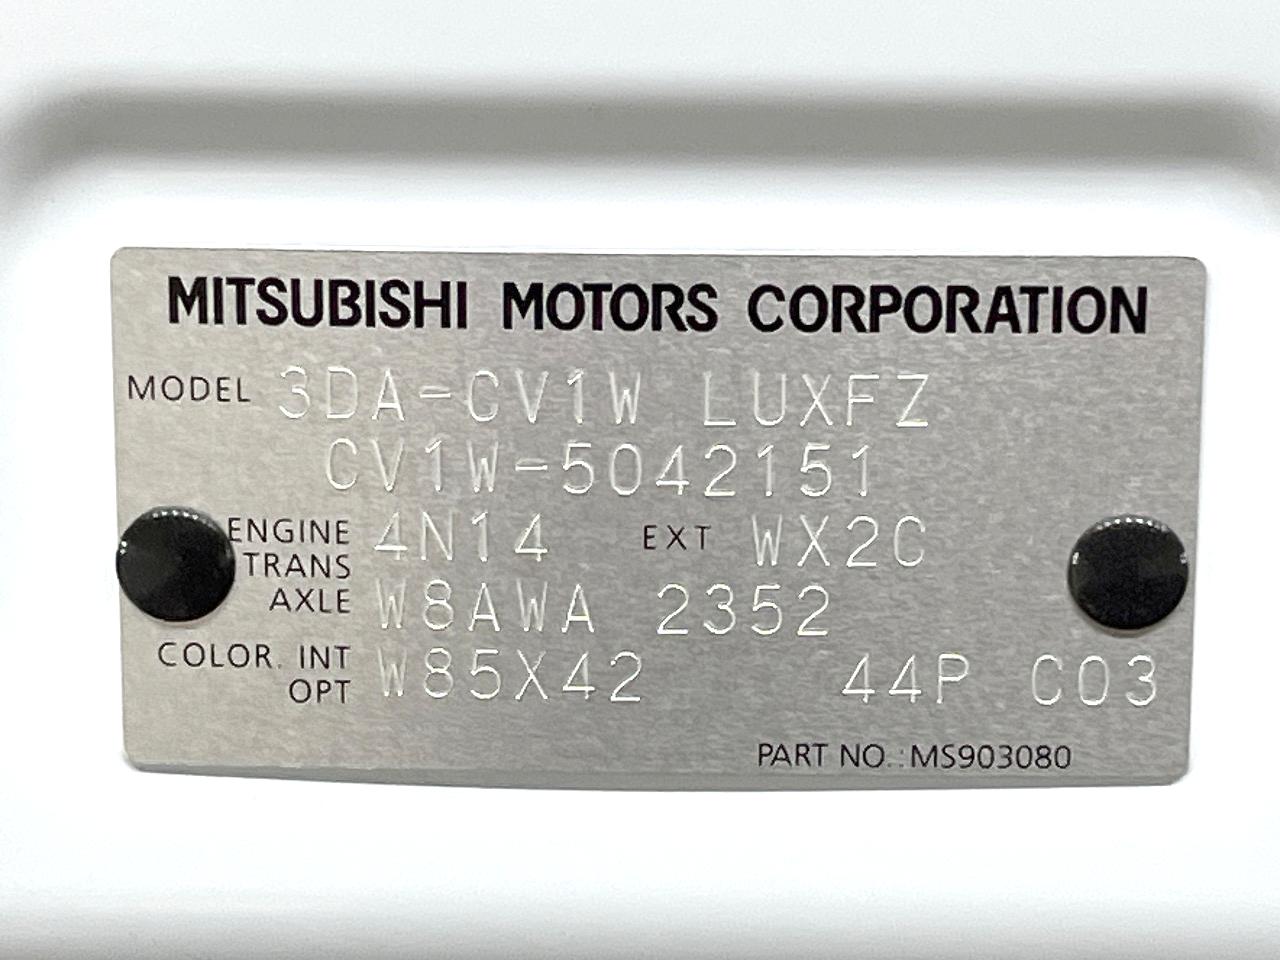 MITSUBISHI MOTORS CORPORATION
MODEL 3DA-CV1W LUXFZ
CV1W-5042151
ENGINE 4N14 EXT WX2C
TRANS
AXLE W8AWA 2352
COLOR. INT W85X42 44P C03
OPT
PART NO.:MS903080